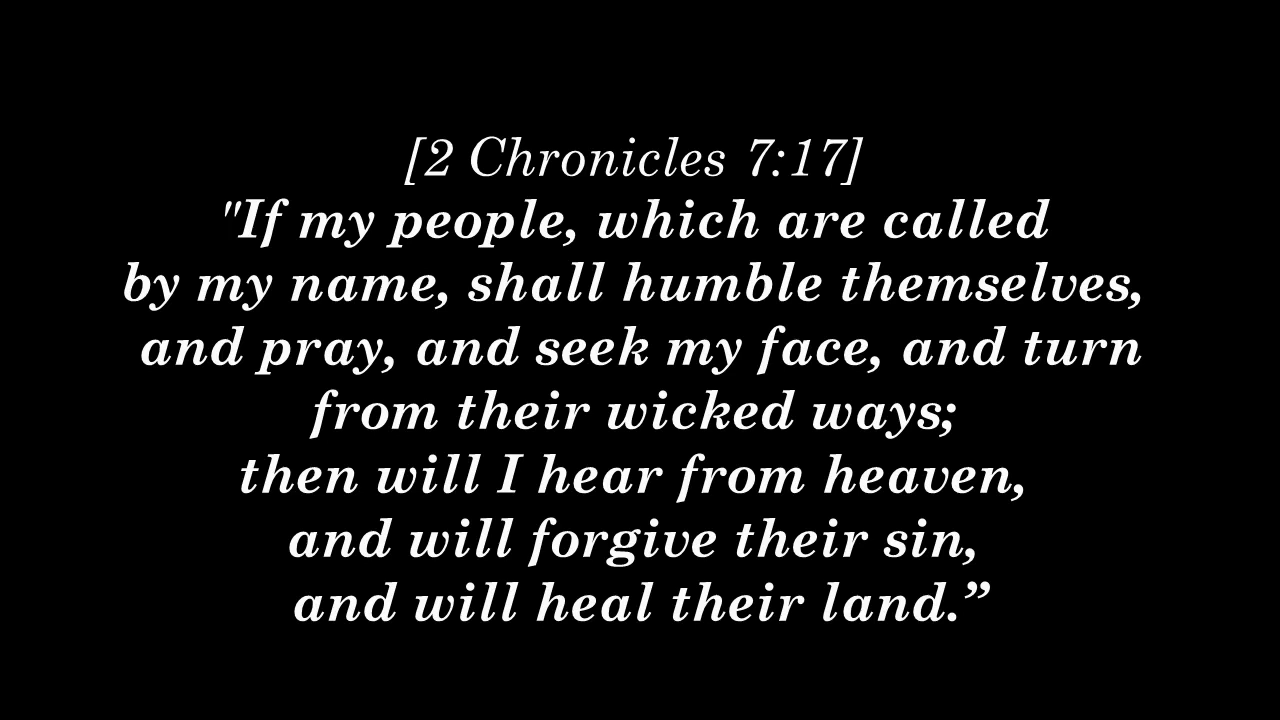 [2 Chronicles 7:17]
"If my people, which are called
by my name, shall humble themselves,
and pray, and seek my face, and turn
from their wicked ways;
then will I hear from heaven,
and will forgive their sin,
and will heal their land.”